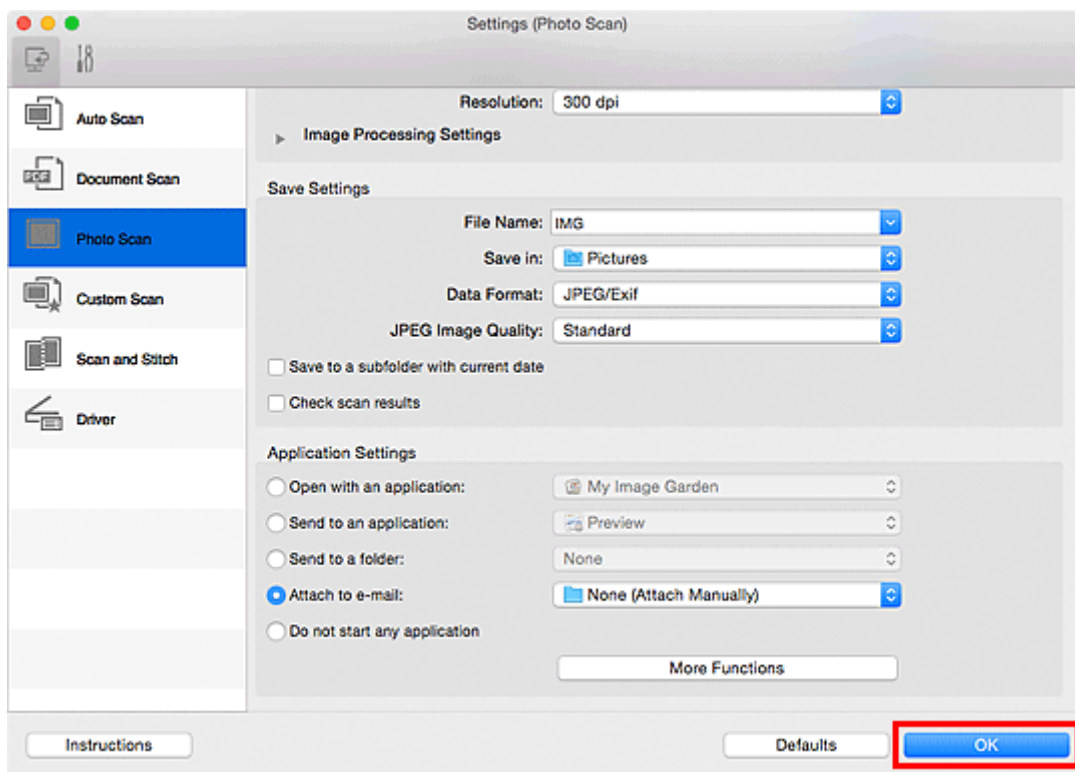 Settings (Photo Scan)
Auto Scan
Document Scan
Photo Scan
Custom Scan
Scan and Stitch
Driver
Resolution: 300 dpi
Image Processing Settings
Save Settings
File Name: IMG
Save in: Pictures
Data Format: JPEG/Exif
JPEG Image Quality: Standard
Save to a subfolder with current date
Check scan results
Application Settings
Open with an application: My Image Garden
Send to an application: Preview
Send to a folder: None
Attach to e-mail: None (Attach Manually)
Do not start any application
More Functions
Instructions
Defaults
OK